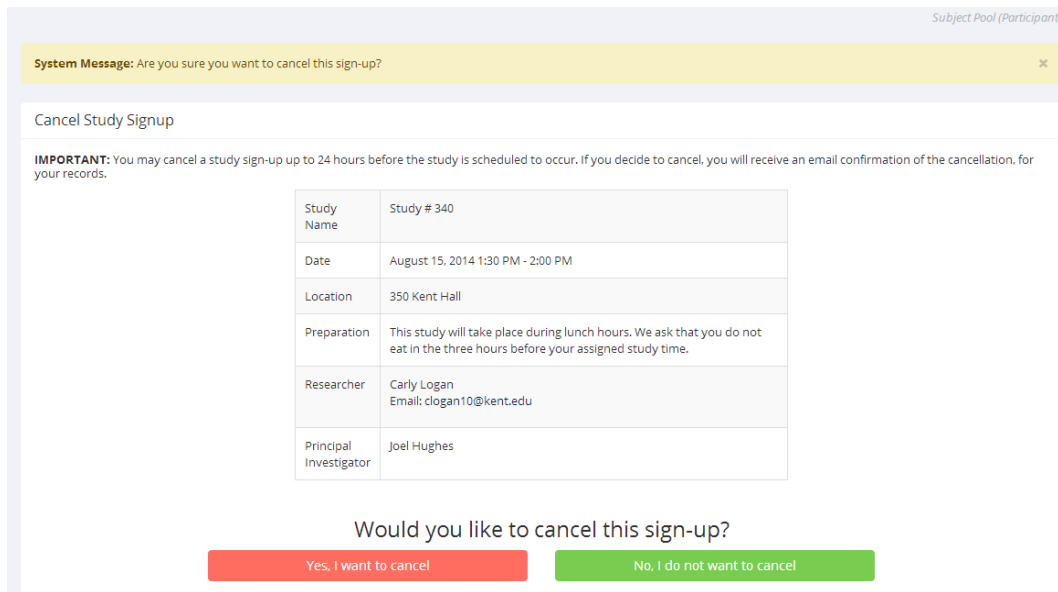 Subject Pool (Participant
System Message: Are you sure you want to cancel this sign-up?
×
Cancel Study Signup
IMPORTANT: You may cancel a study sign-up up to 24 hours before the study is scheduled to occur. If you decide to cancel, you will receive an email confirmation of the cancellation, for
your records.
Study
Name
Study # 340
Date
August 15, 2014 1:30 PM - 2:00 PM
Location
350 Kent Hall
Preparation
This study will take place during lunch hours. We ask that you do not
eat in the three hours before your assigned study time.
Researcher
Carly Logan
Email: clogan10@kent.edu
Principal
Investigator
Joel Hughes
Would you like to cancel this sign-up?
Yes, I want to cancel
No, I do not want to cancel